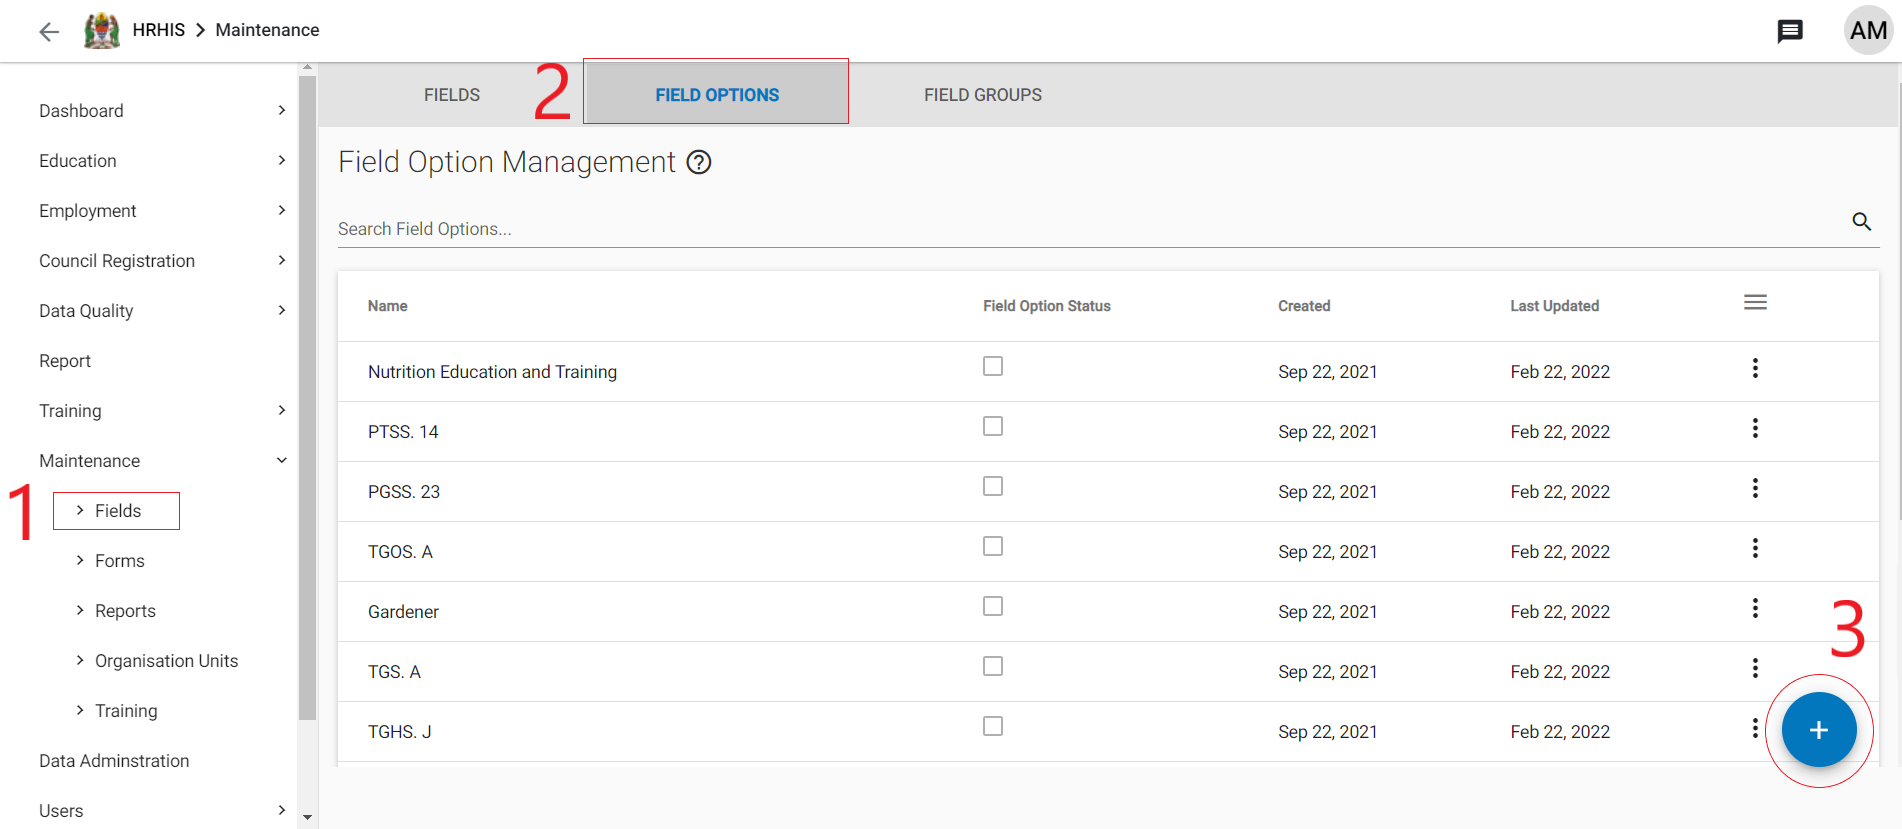 HRHIS > Maintenance
AM
Dashboard
Education
Employment
Council Registration
Data Quality
Report
Training
Maintenance
1
Fields
Forms
Reports
Organisation Units
Training
Data Adminstration
Users
FIELDS
2
FIELD OPTIONS
FIELD GROUPS
Field Option Management ?
Search Field Options...
Name Field Option Status Created Last Updated
Nutrition Education and Training Sep 22, 2021 Feb 22, 2022
PTSS. 14 Sep 22, 2021 Feb 22, 2022
PGSS. 23 Sep 22, 2021 Feb 22, 2022
TGOS. A Sep 22, 2021 Feb 22, 2022
Gardener Sep 22, 2021 Feb 22, 2022
TGS. A Sep 22, 2021 Feb 22, 2022
TGHS. J Sep 22, 2021 Feb 22, 2022
3
+